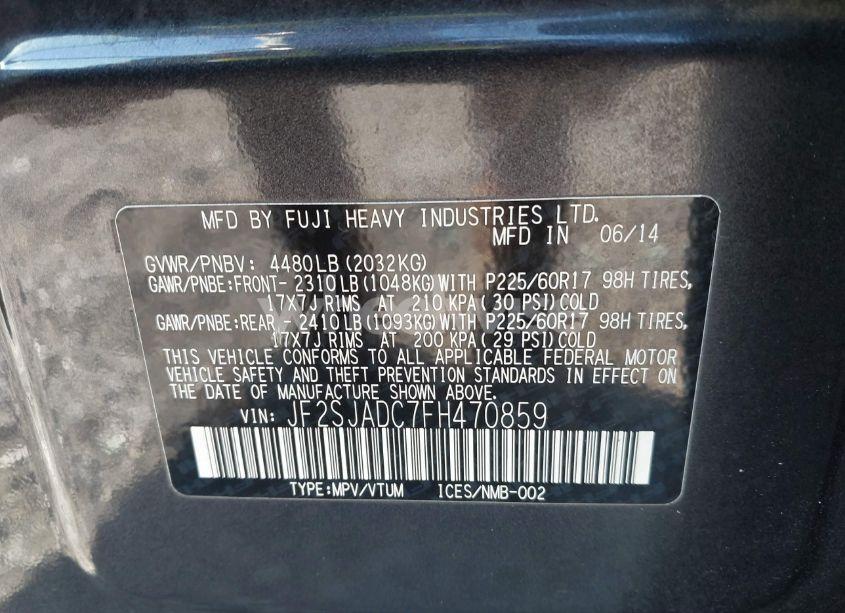 MFD BY FUJI HEAVY INDUSTRIES LTD.
MFD IN 06/14
GVWR/PNBV: 4480LB(2032KG)
GAWR/PNBE:FRONT- 2310LB(1048KG)WITH P225/60R17 98H TIRES,
17X7J RIMS AT 210 KPA( 30 PSI)COLD
GAWR/PNBE:REAR - 2410LB(1093KG)WITH P225/60R17 98H TIRES,
17X7J RIMS AT 200 KPA( 29 PSI)COLD
THIS VEHICLE CONFORMS TO ALL APPLICABLE FEDERAL MOTOR
VEHICLE SAFETY AND THEFT PREVENTION STANDARDS IN EFFECT ON
THE DATE OF MANUFACTURE SHOWN ABOVE.
VIN: JF2SJADC7FH470859
TYPE:MPV/VTUM ICES/NMB-002